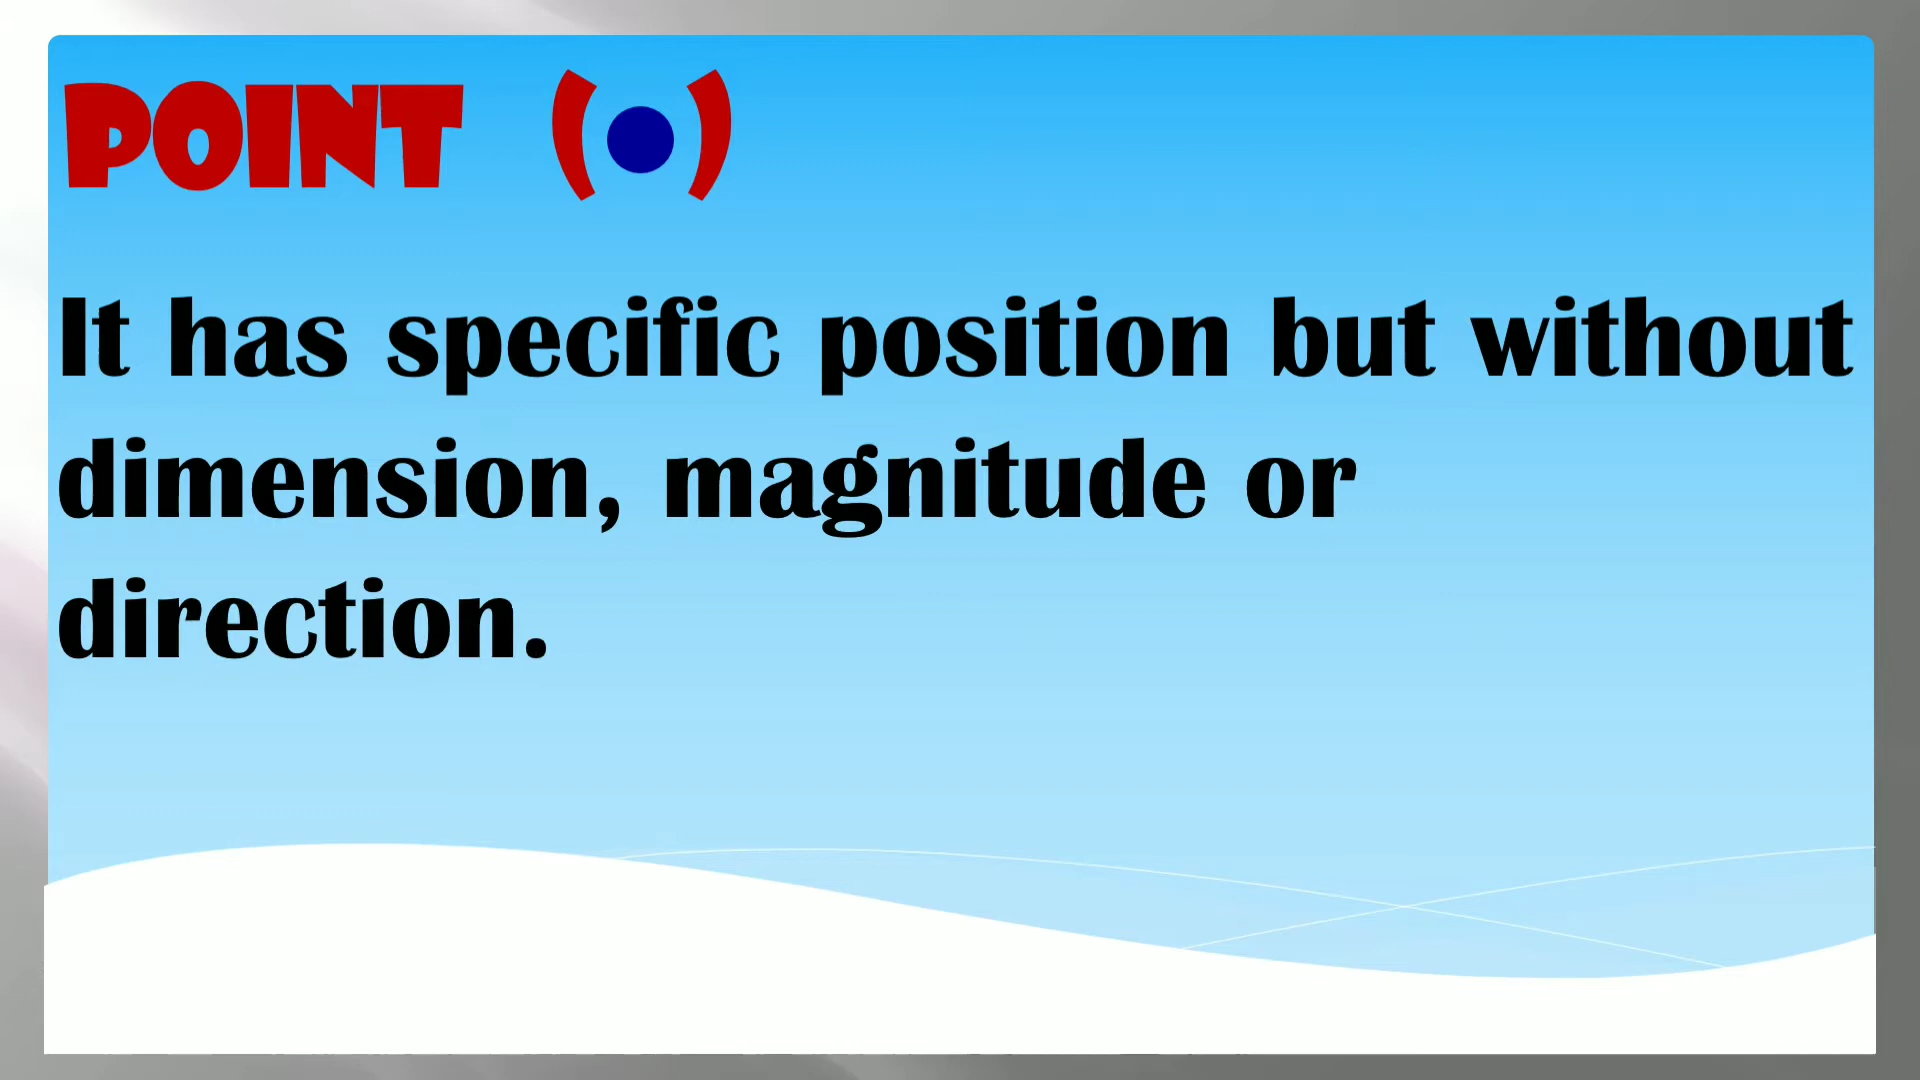 POINT (●)
It has specific position but without
dimension, magnitude or
direction.